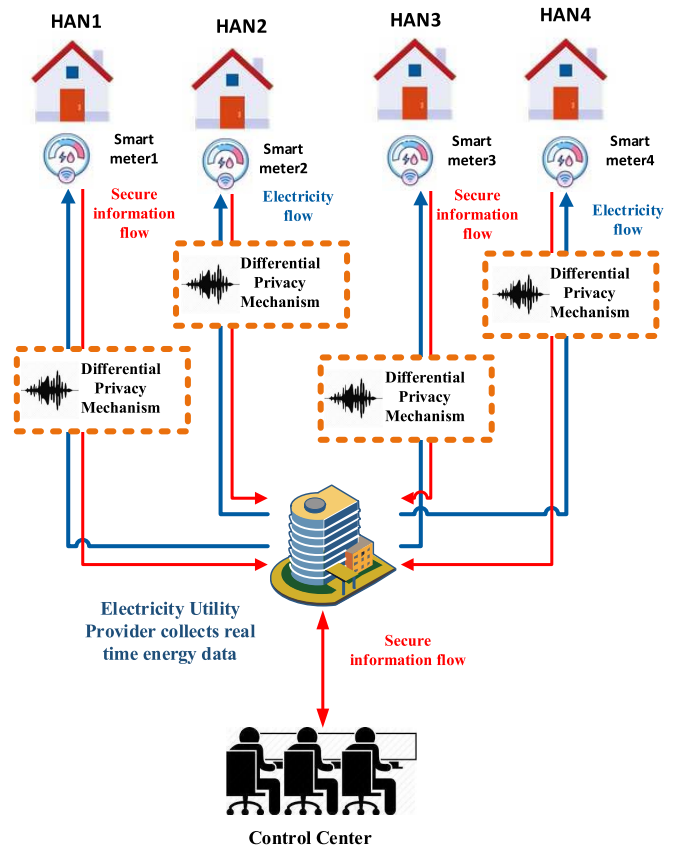 HAN1
HAN2
HAN3
HAN4
Smart
meter1
Smart
meter2
Smart
meter3
Smart
meter4
Secure
information
flow
Electricity
flow
Secure
information
flow
Electricity
flow
Differential
Privacy
Mechanism
Differential
Privacy
Mechanism
Differential
Privacy
Mechanism
Differential
Privacy
Mechanism
Electricity Utility
Provider collects real
time energy data
Secure
information flow
Control Center